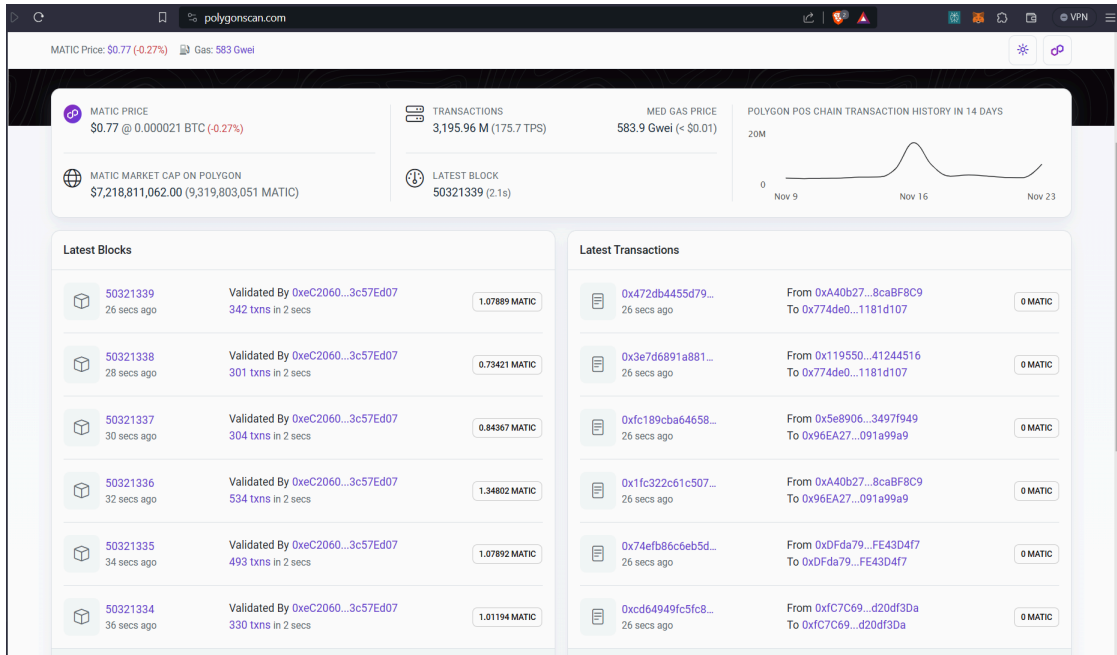 polygonscan.com
2
VPN
MATIC Price: $0.77 (-0.27%) Gas: 583 Gwei
MATIC PRICE
$0.77 @ 0.000021 BTC (-0.27%)
MATIC MARKET CAP ON POLYGON
$7,218,811,062.00 (9,319,803,051 MATIC)
TRANSACTIONS
3,195.96 M (175.7 TPS)
MED GAS PRICE
583.9 Gwei (< $0.01)
LATEST BLOCK
50321339 (2.1s)
POLYGON POS CHAIN TRANSACTION HISTORY IN 14 DAYS
20M
0
Nov 9
Nov 16
Nov 23
Latest Blocks
50321339
26 secs ago
Validated By 0xeC2060...3c57Ed07
342 txns in 2 secs
1.07889 MATIC
50321338
28 secs ago
Validated By 0xeC2060...3c57Ed07
301 txns in 2 secs
0.73421 MATIC
50321337
30 secs ago
Validated By 0xeC2060...3c57Ed07
304 txns in 2 secs
0.84367 MATIC
50321336
32 secs ago
Validated By 0xeC2060...3c57Ed07
534 txns in 2 secs
1.34802 MATIC
50321335
34 secs ago
Validated By 0xeC2060...3c57Ed07
493 txns in 2 secs
1.07892 MATIC
50321334
36 secs ago
Validated By 0xeC2060...3c57Ed07
330 txns in 2 secs
1.01194 MATIC
Latest Transactions
0x472db4455d79...
26 secs ago
From 0xA40b27...8caBF8C9
To 0x774de0...1181d107
0 MATIC
0x3e7d6891a881...
26 secs ago
From 0x119550...41244516
To 0x774de0...1181d107
0 MATIC
0xfc189cba64658...
26 secs ago
From 0x5e8906...3497f949
To 0x96EA27...091a99a9
0 MATIC
0x1fc322c61c507...
26 secs ago
From 0xA40b27...8caBF8C9
To 0x96EA27...091a99a9
0 MATIC
0x74efb86c6eb5d...
26 secs ago
From 0xDFda79...FE43D4f7
To 0xDFda79...FE43D4f7
0 MATIC
0xcd64949fc5fc8...
26 secs ago
From 0xfC7C69...d20df3Da
To 0xfC7C69...d20df3Da
0 MATIC